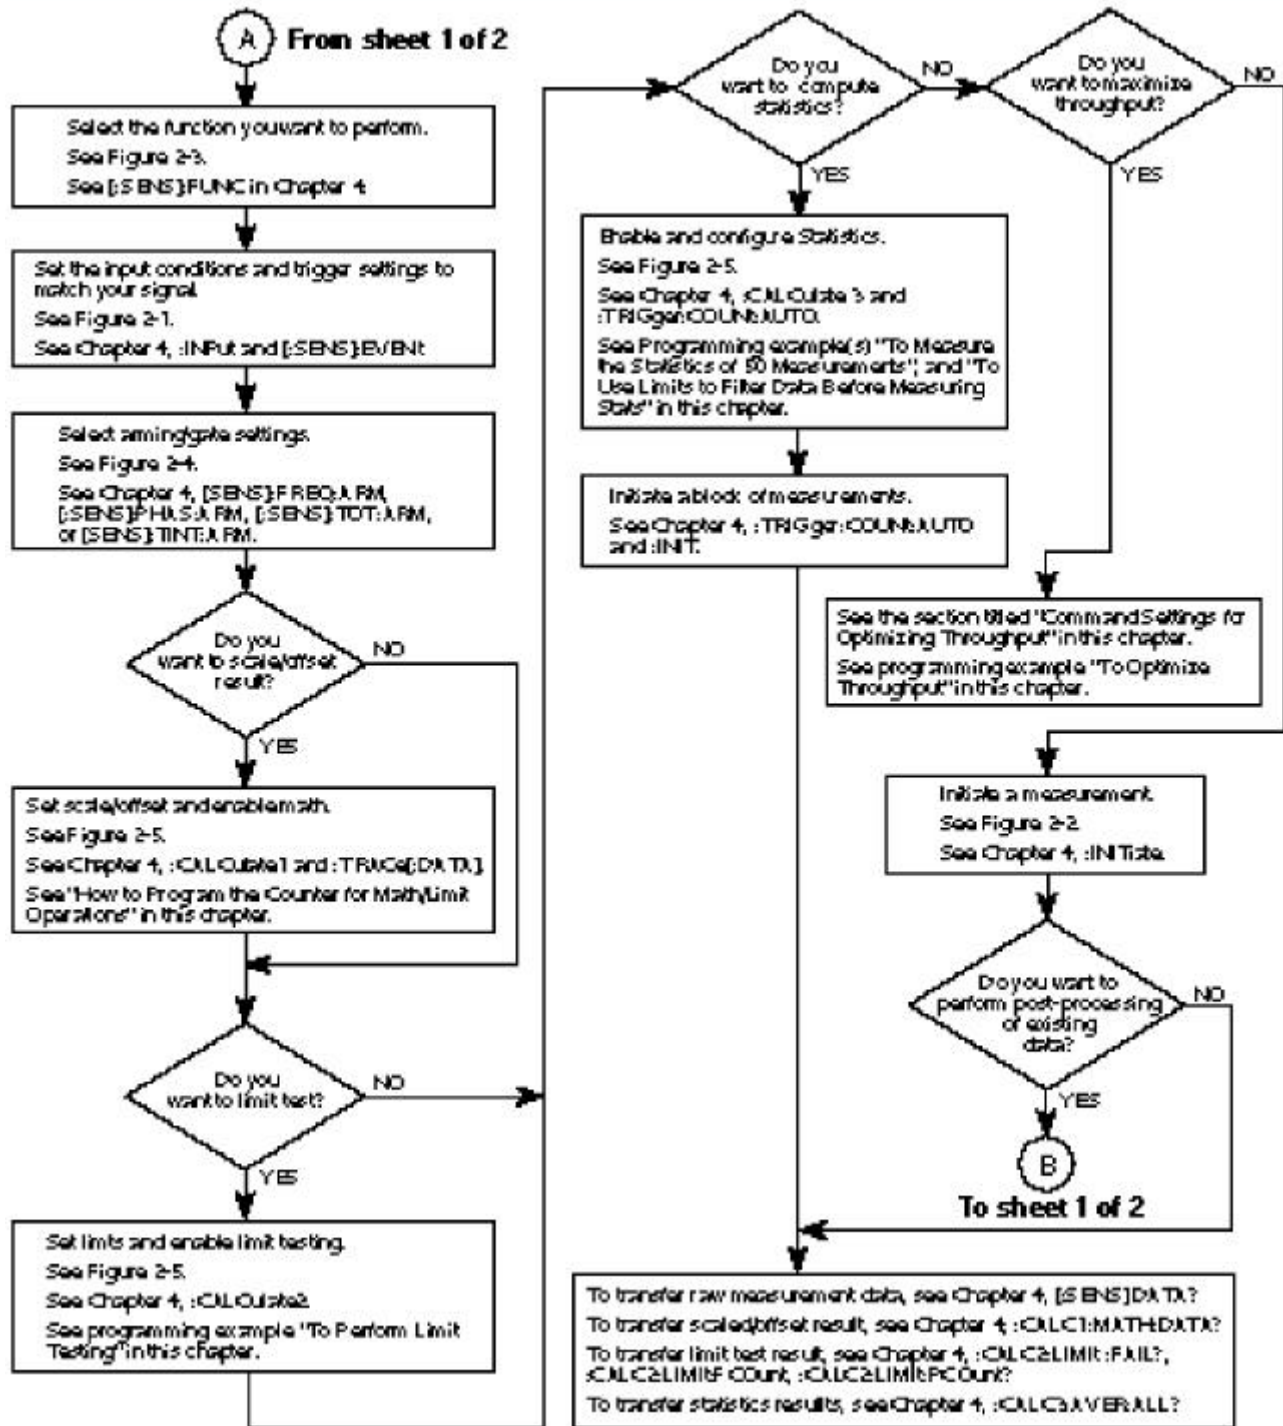 A From sheet 1 of 2
Select the function you want to perform.
See Figure 2-3.
See [:SENS]:FUNC in Chapter 4.
Set the input conditions and trigger settings to
match your signal.
See Figure 2-1.
See Chapter 4, :INPut and [:SENS]:EVENt
Select arming/gate settings.
See Figure 2-4.
See Chapter 4, [:SENS]:FREQ:ARM,
[:SENS]:PHAS:ARM, [:SENS]:TOT:ARM,
or [:SENS]:TINT:ARM.
Do you
want to scale/offset
result?
NO
YES
Set scale/offset and enable math.
See Figure 2-5.
See Chapter 4, :CALCulate1 and :TRACe[:DATA].
See "How to Program the Counter for Math/Limit
Operations" in this chapter.
Do you
want to limit test?
NO
YES
Set limts and enable limit testing.
See Figure 2-5.
See Chapter 4, :CALCulate2
See programming example "To Perform Limit
Testing" in this chapter.
Do you
want to compute
statistics?
NO
YES
Enable and configure Statistics.
See Figure 2-5.
See Chapter 4, :CALCulate 3 and
:TRIGger:COUNt:AUTO.
See Programming example(s) "To Measure
the Statistics of 50 Measurements", and "To
Use Limits to Filter Data Before Measuring
Stats" in this chapter.
Initiate a block of measurements.
See Chapter 4, :TRIGger:COUNt:AUTO
and :INIT.
Do you
want to maximize
throughput?
NO
YES
See the section titled "Command Settings for
Optimizing Throughput" in this chapter.
See programming example "To Optimize
Throughput" in this chapter.
Initiate a measurement.
See Figure 2-2.
See Chapter 4, :INITiate.
Do you want to
perform post-processing
of existing
data?
NO
YES
B
To sheet 1 of 2
To transfer raw measurement data, see Chapter 4, [:SENS]DATA?
To transfer scaled/offset result, see Chapter 4, :CALC1:MATH:DATA?
To transfer limit test result, see Chapter 4, :CALC2:LIMIt :FAIL?,
:CALC2:LIMIt:FCOunt, :CALC2:LIMIt:PCOunt?
To transfer statistics results, see Chapter 4, :CALC3:AVER:ALL?